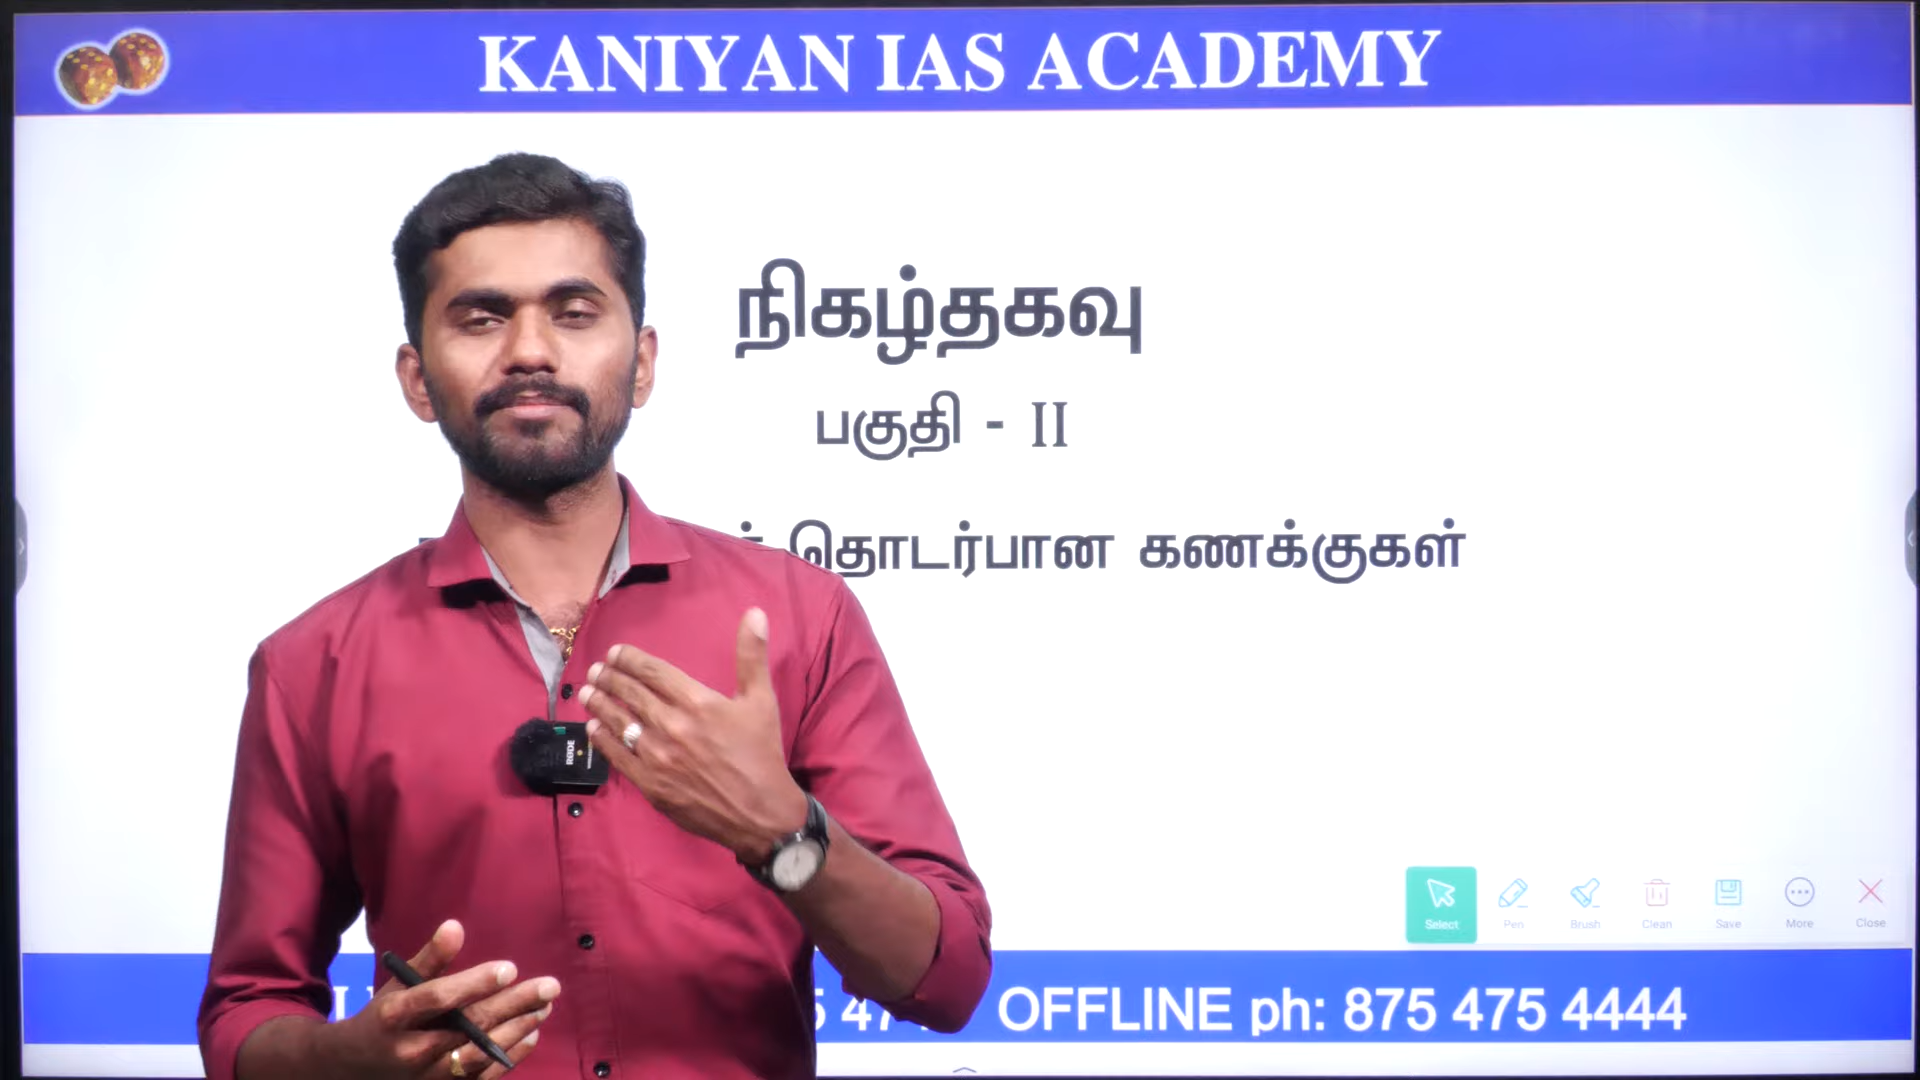 KANIYAN IAS ACADEMY
நிகழ்தகவு
பகுதி - II
தொடர்பான கணக்குகள்
RØDE
Select Pen Brush Clean Save More Close
OFFLINE ph: 875 475 4444